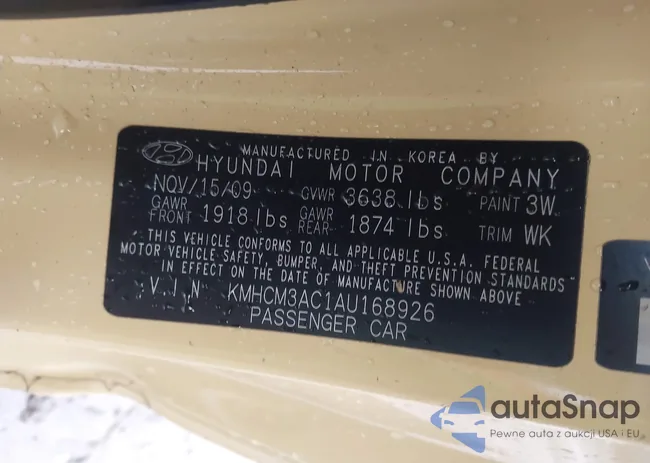 MANUFACTURED IN KOREA BY
HYUNDAI MOTOR COMPANY
NOV/15/09 GVWR 3638 lbs PAINT 3W
GAWR FRONT 1918 lbs GAWR REAR 1874 lbs TRIM WK
THIS VEHICLE CONFORMS TO ALL APPLICABLE U.S.A. FEDERAL
MOTOR VEHICLE SAFETY, BUMPER, AND THEFT PREVENTION STANDARDS
IN EFFECT ON THE DATE OF MANUFACTURE SHOWN ABOVE
VIN KMHCM3AC1AU168926
PASSENGER CAR
autaSnap
Pewne auta z aukcji USA i EU